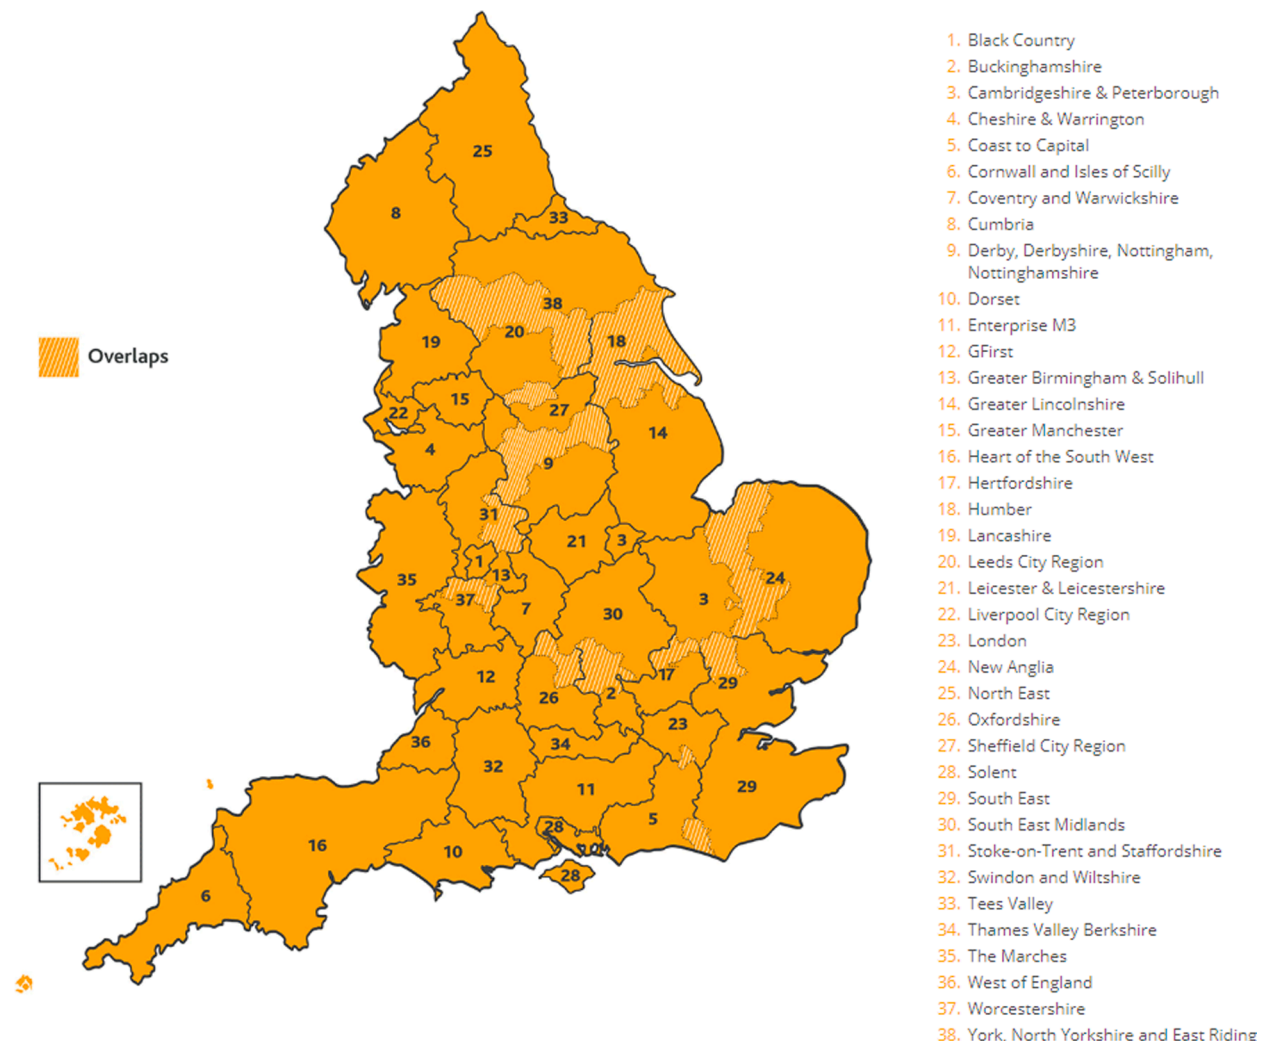 25
8
33
38
20
18
19
Overlaps
15
27
22
14
4
9
31
21
3
1
13
35
24
37
3
7
30
12
17
29
26
2
23
36
34
32
11
29
5
28
16
10
28
6
1. Black Country
2. Buckinghamshire
3. Cambridgeshire & Peterborough
4. Cheshire & Warrington
5. Coast to Capital
6. Cornwall and Isles of Scilly
7. Coventry and Warwickshire
8. Cumbria
9. Derby, Derbyshire, Nottingham,
Nottinghamshire
10. Dorset
11. Enterprise M3
12. GFirst
13. Greater Birmingham & Solihull
14. Greater Lincolnshire
15. Greater Manchester
16. Heart of the South West
17. Hertfordshire
18. Humber
19. Lancashire
20. Leeds City Region
21. Leicester & Leicestershire
22. Liverpool City Region
23. London
24. New Anglia
25. North East
26. Oxfordshire
27. Sheffield City Region
28. Solent
29. South East
30. South East Midlands
31. Stoke-on-Trent and Staffordshire
32. Swindon and Wiltshire
33. Tees Valley
34. Thames Valley Berkshire
35. The Marches
36. West of England
37. Worcestershire
38. York, North Yorkshire and East Riding